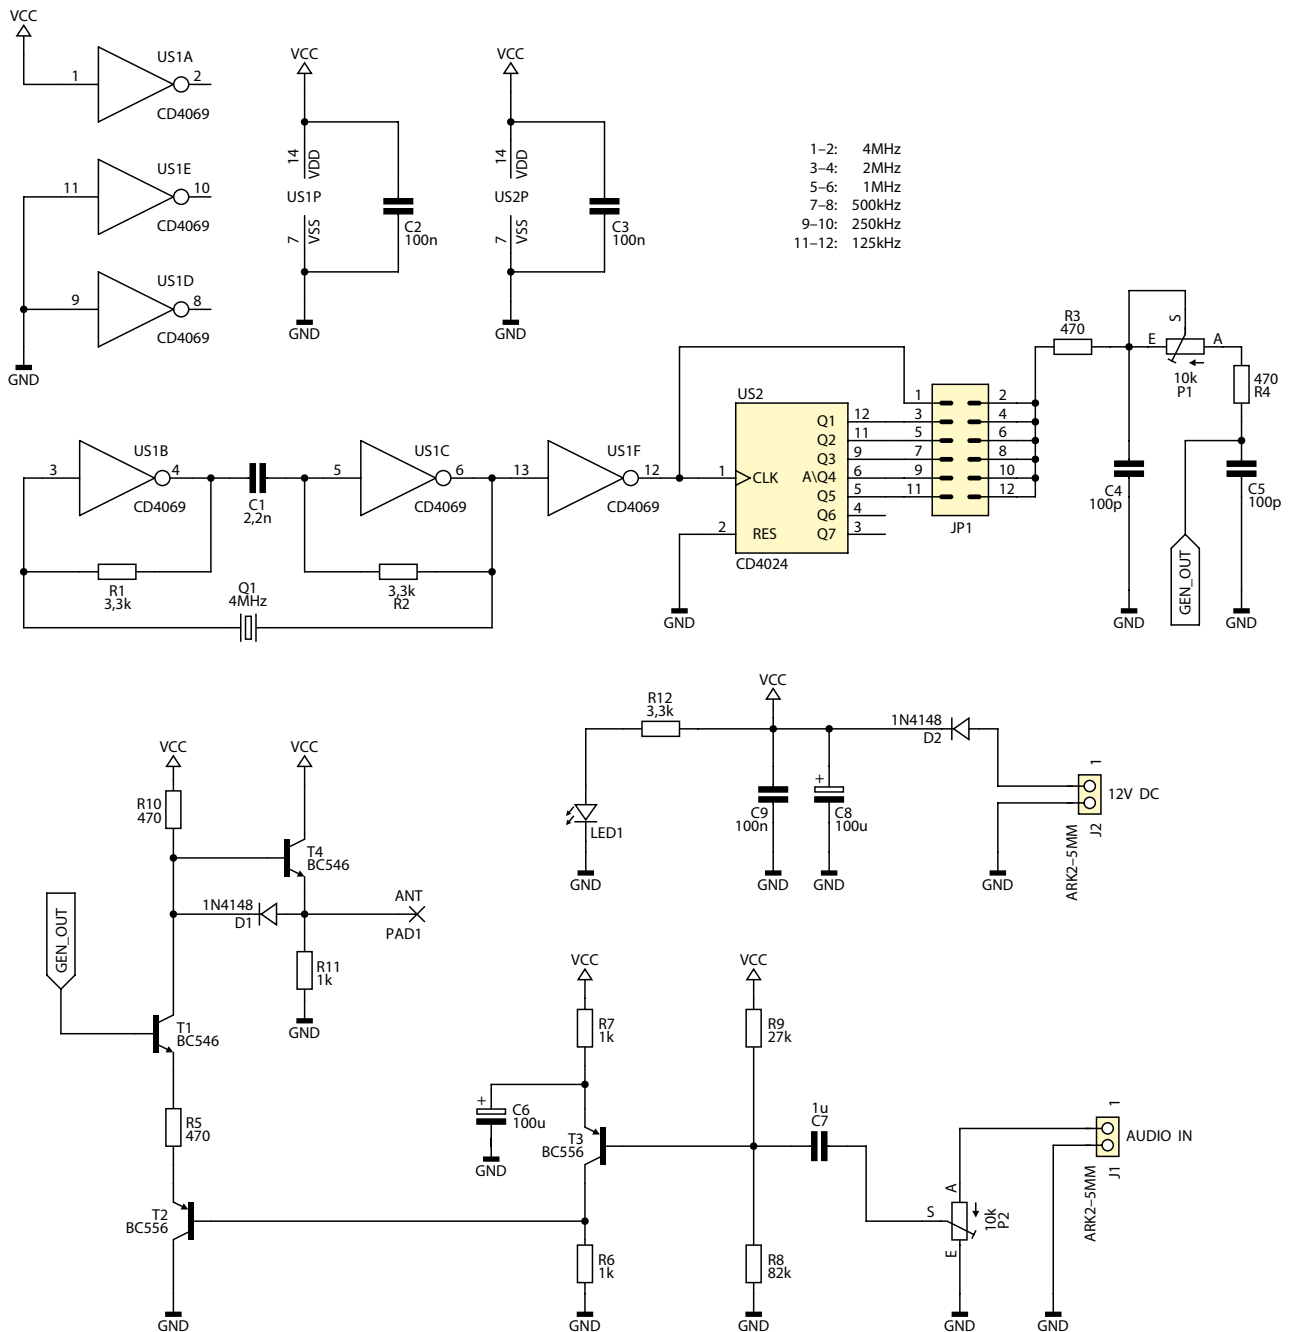 VCC
US1A
1
2
CD4069
US1E
11
10
CD4069
US1D
9
8
CD4069
GND
VCC
14
VDD
US1P
7
VSS
C2
100n
GND
VCC
14
VDD
US2P
7
VSS
C3
100n
GND
1–2: 4MHz
3–4: 2MHz
5–6: 1MHz
7–8: 500kHz
9–10: 250kHz
11–12: 125kHz
US1B
3
4
CD4069
C1
2,2n
US1C
5
6
CD4069
US1F
13
12
CD4069
R1
3,3k
Q1
4MHz
3,3k
R2
US2
1
CLK
2
RES
CD4024
GND
Q1 12 3
Q2 11 5
Q3 9 7
A\Q4 6 9
Q5 5 11
Q6 4
Q7 3
1
2
4
6
8
10
12
JP1
R3
470
E
S
A
10k
P1
470
R4
C4
100p
GND
GEN_OUT
C5
100p
GND
VCC
R12
3,3k
LED1
GND
C9
100n
GND
C8
+
100u
GND
1N4148
D2
GND
1
12V DC
J2
ARK2–5MM
VCC
R10
470
VCC
T4
BC546
1N4148
D1
ANT
PAD1
R11
1k
GND
GEN_OUT
T1
BC546
R5
470
T2
BC556
GND
VCC
R7
1k
+
C6
100u
GND
T3
BC556
R6
1k
GND
VCC
R9
27k
1u
C7
R8
82k
GND
A
S
E
10k
P2
GND
1
AUDIO IN
J1
ARK2–5MM
GND